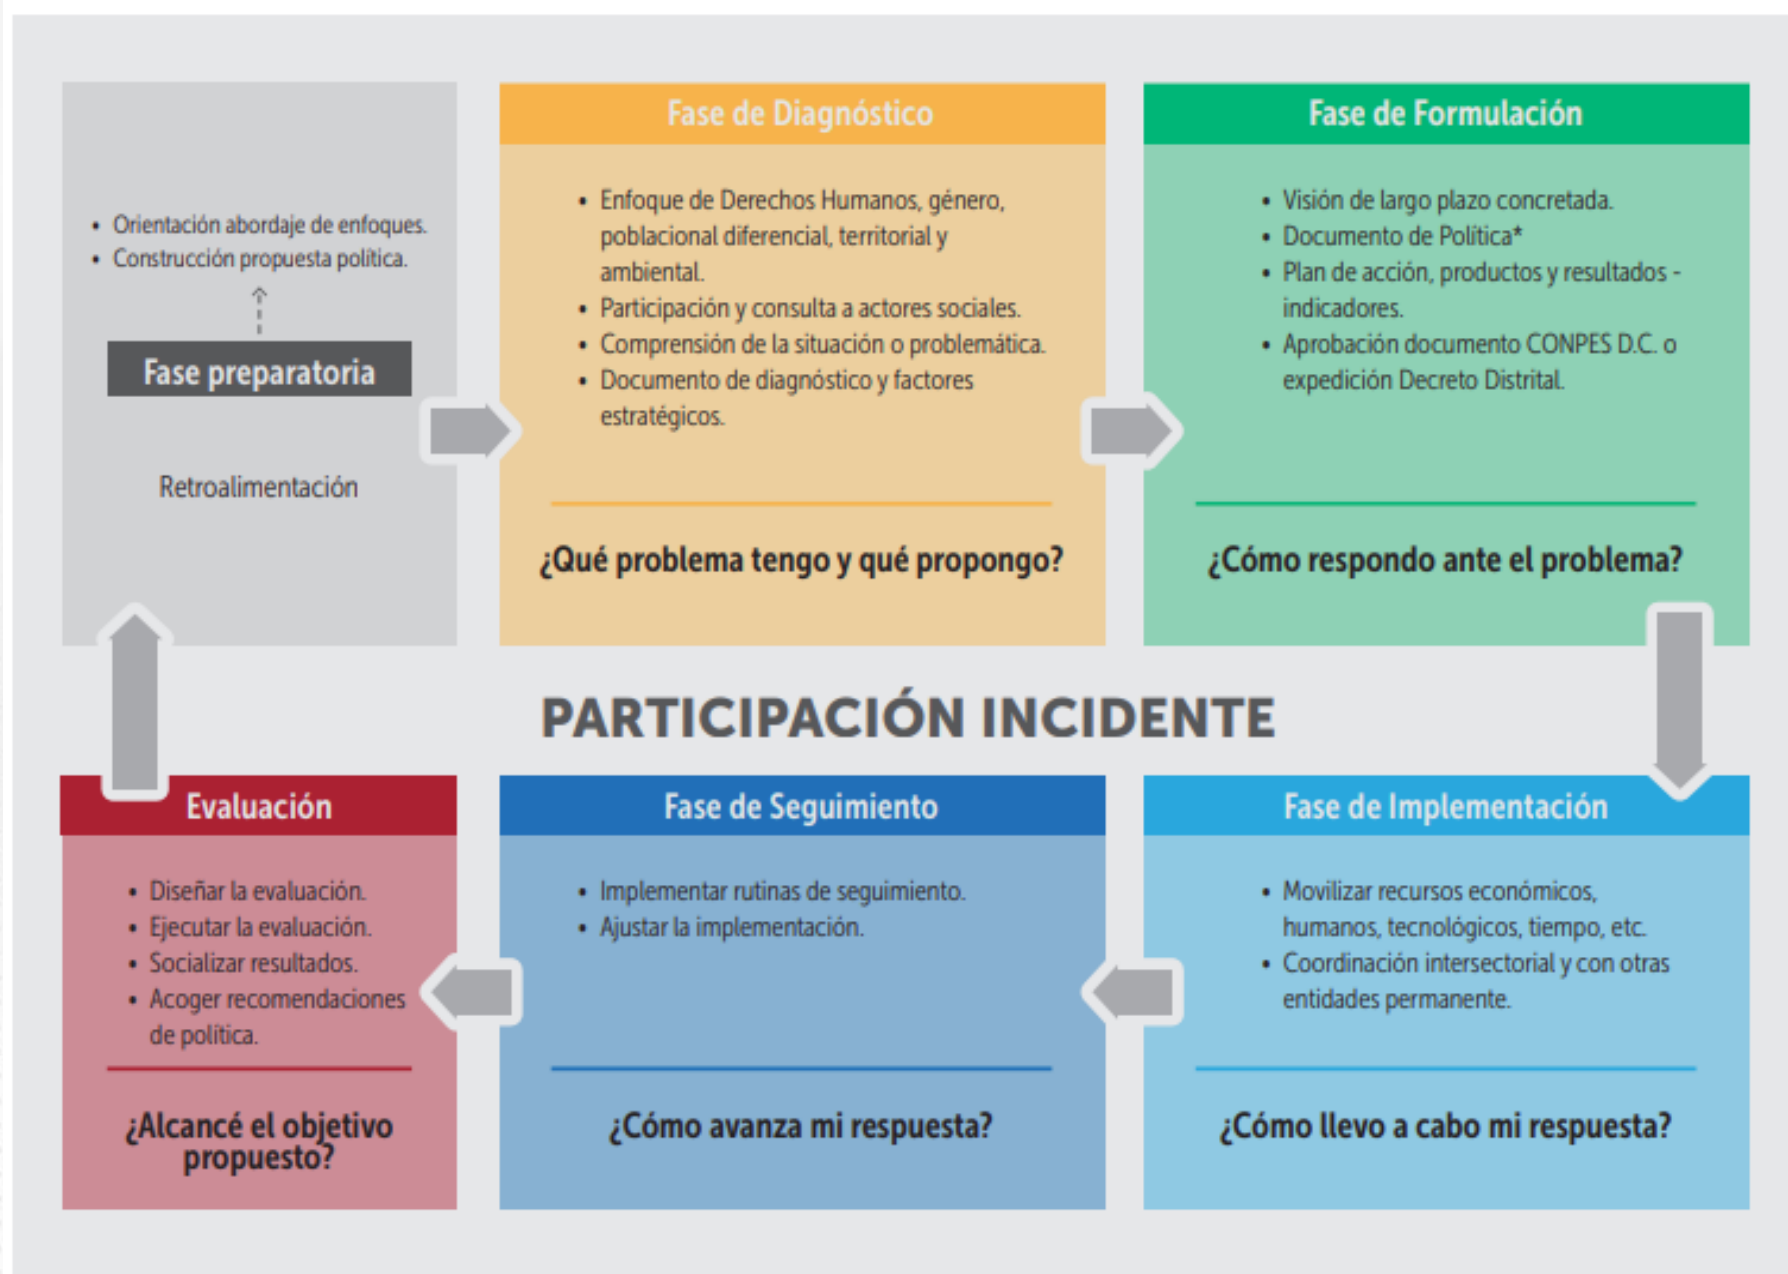 • Orientación abordaje de enfoques.
• Construcción propuesta política.
Fase preparatoria
Retroalimentación
Fase de Diagnóstico
• Enfoque de Derechos Humanos, género,
poblacional diferencial, territorial y
ambiental.
• Participación y consulta a actores sociales.
• Comprensión de la situación o problemática.
• Documento de diagnóstico y factores
estratégicos.
¿Qué problema tengo y qué propongo?
Fase de Formulación
• Visión de largo plazo concretada.
• Documento de Política*
• Plan de acción, productos y resultados -
indicadores.
• Aprobación documento CONPES D.C. o
expedición Decreto Distrital.
¿Cómo respondo ante el problema?
PARTICIPACIÓN INCIDENTE
Fase de Implementación
• Movilizar recursos económicos,
humanos, tecnológicos, tiempo, etc.
• Coordinación intersectorial y con otras
entidades permanente.
¿Cómo llevo a cabo mi respuesta?
Fase de Seguimiento
• Implementar rutinas de seguimiento.
• Ajustar la implementación.
¿Cómo avanza mi respuesta?
Evaluación
• Diseñar la evaluación.
• Ejecutar la evaluación.
• Socializar resultados.
• Acoger recomendaciones
de política.
¿Alcancé el objetivo
propuesto?